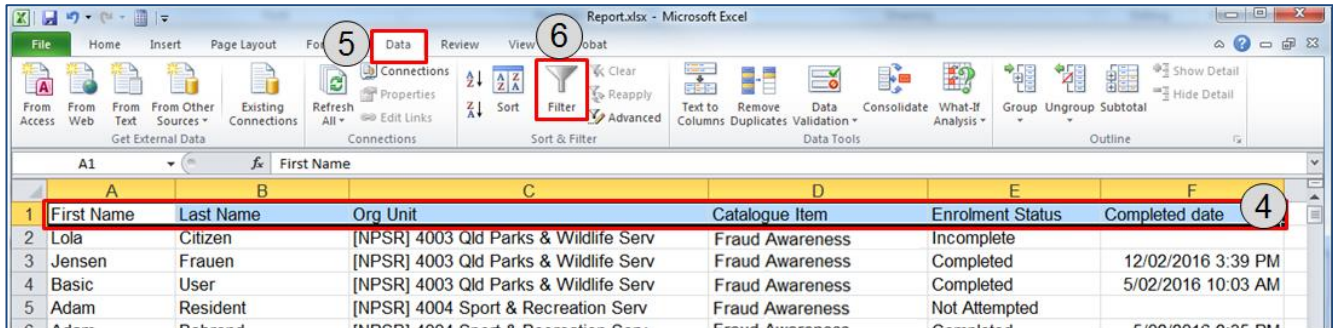 Report.xlsx - Microsoft Excel
File Home Insert Page Layout Fo 5 Data Review View 6 obat
From Access From Web From Text From Other Sources Existing Connections Refresh All Connections Properties Edit Links Sort Filter Clear Reapply Advanced Text to Columns Remove Duplicates Data Validation Consolidate What-If Analysis Group Ungroup Subtotal Show Detail Hide Detail
Get External Data Connections Sort & Filter Data Tools Outline
A1 fx First Name
A B C D E F
1 First Name Last Name Org Unit Catalogue Item Enrolment Status Completed date 4
2 Lola Citizen [NPSR] 4003 Qld Parks & Wildlife Serv Fraud Awareness Incomplete
3 Jensen Frauen [NPSR] 4003 Qld Parks & Wildlife Serv Fraud Awareness Completed 12/02/2016 3:39 PM
4 Basic User [NPSR] 4003 Qld Parks & Wildlife Serv Fraud Awareness Completed 5/02/2016 10:03 AM
5 Adam Resident [NPSR] 4004 Sport & Recreation Serv Fraud Awareness Not Attempted